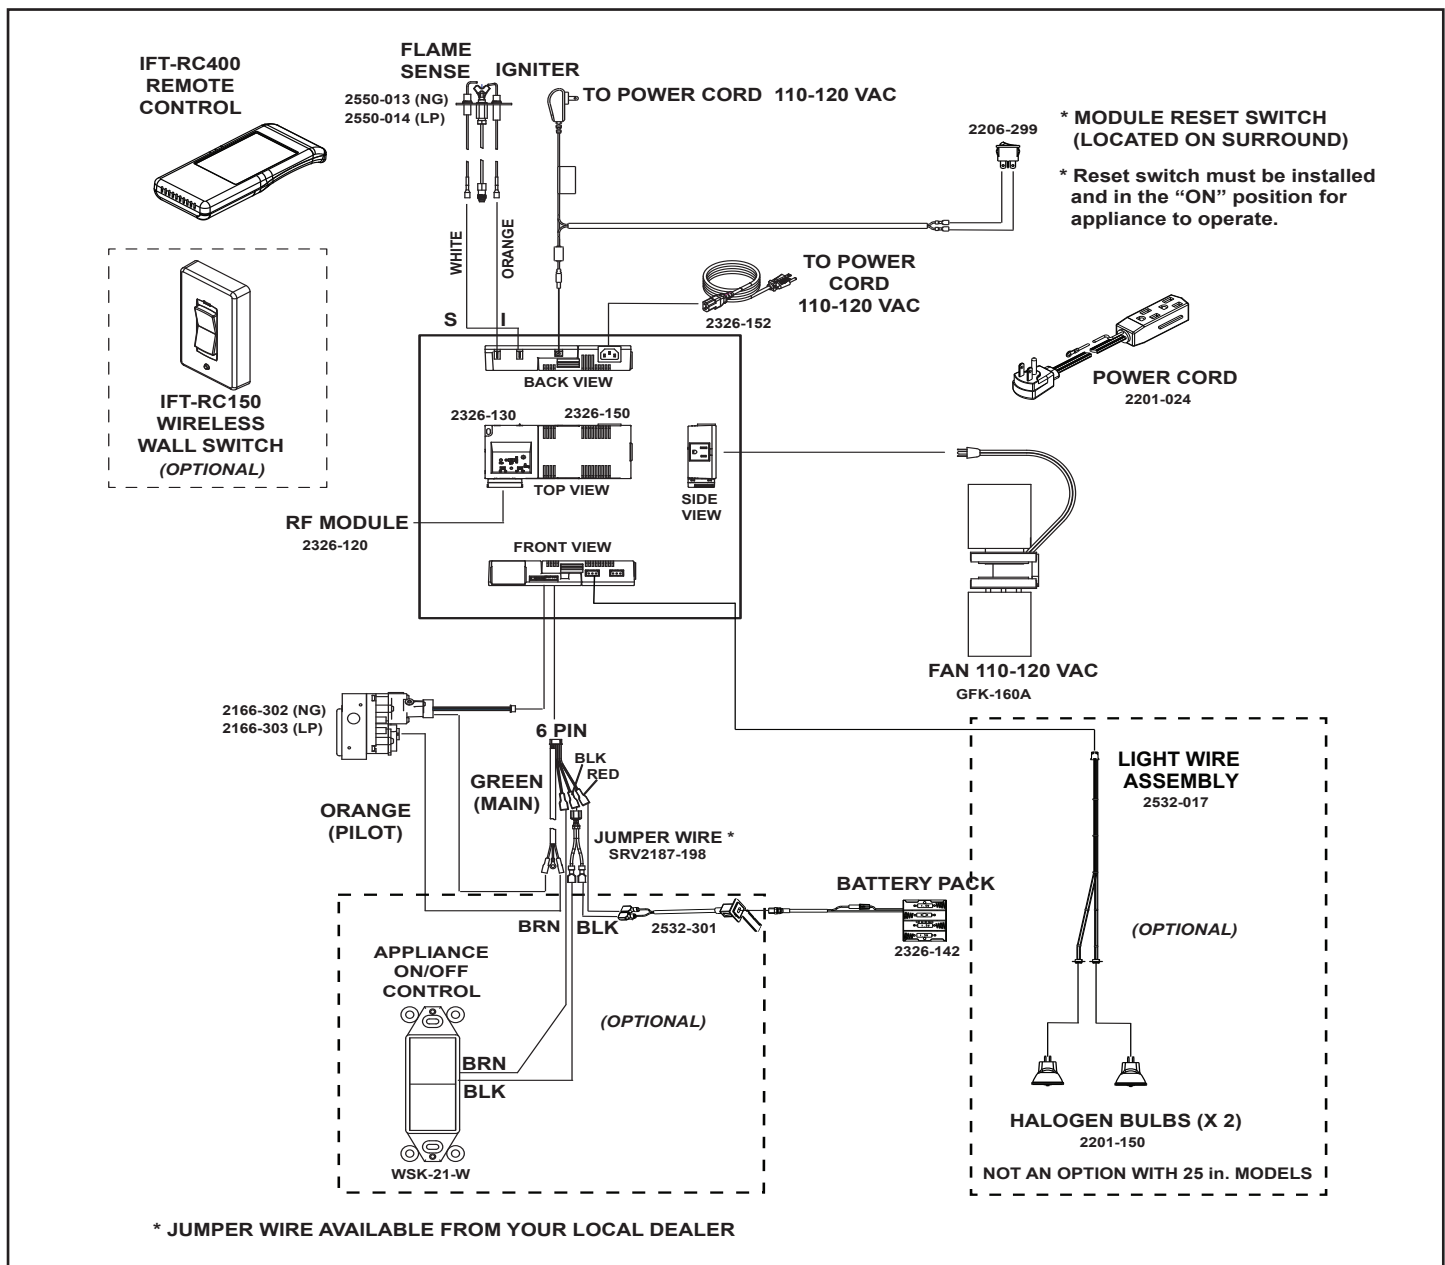 IFT-RC400
REMOTE
CONTROL
FLAME
SENSE
IGNITER
2550-013 (NG)
2550-014 (LP)
TO POWER CORD 110-120 VAC
2206-299
* MODULE RESET SWITCH
(LOCATED ON SURROUND)
* Reset switch must be installed
and in the “ON” position for
appliance to operate.
WHITE
ORANGE
S
I
TO POWER
CORD
110-120 VAC
2326-152
IFT-RC150
WIRELESS
WALL SWITCH
(OPTIONAL)
BACK VIEW
POWER CORD
2201-024
2326-130
2326-150
TOP VIEW
SIDE
VIEW
RF MODULE
2326-120
FRONT VIEW
FAN 110-120 VAC
GFK-160A
2166-302 (NG)
2166-303 (LP)
6 PIN
BLK
RED
GREEN
(MAIN)
ORANGE
(PILOT)
JUMPER WIRE *
SRV2187-198
LIGHT WIRE
ASSEMBLY
2532-017
BATTERY PACK
2326-142
BRN
BLK
2532-301
APPLIANCE
ON/OFF
CONTROL
(OPTIONAL)
(OPTIONAL)
BRN
BLK
WSK-21-W
HALOGEN BULBS (X 2)
2201-150
NOT AN OPTION WITH 25 in. MODELS
* JUMPER WIRE AVAILABLE FROM YOUR LOCAL DEALER